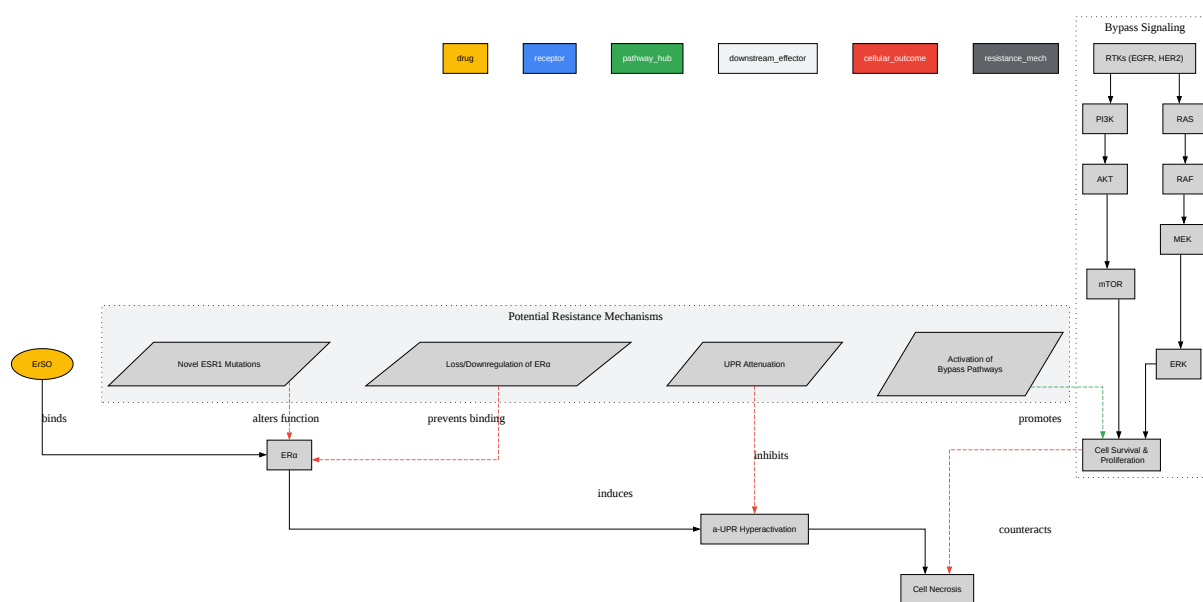 Bypass Signaling
drug
receptor
pathway_hub
downstream_effector
cellular_outcome
resistance_mech
RTKs (EGFR, HER2)
PI3K
RAS
AKT
RAF
MEK
mTOR
Potential Resistance Mechanisms
ErSO
Novel ESR1 Mutations
Loss/Downregulation of ERα
UPR Attenuation
Activation of
Bypass Pathways
ERK
binds
alters function
prevents binding
promotes
ERα
inhibits
Cell Survival &
Proliferation
induces
a-UPR Hyperactivation
counteracts
Cell Necrosis